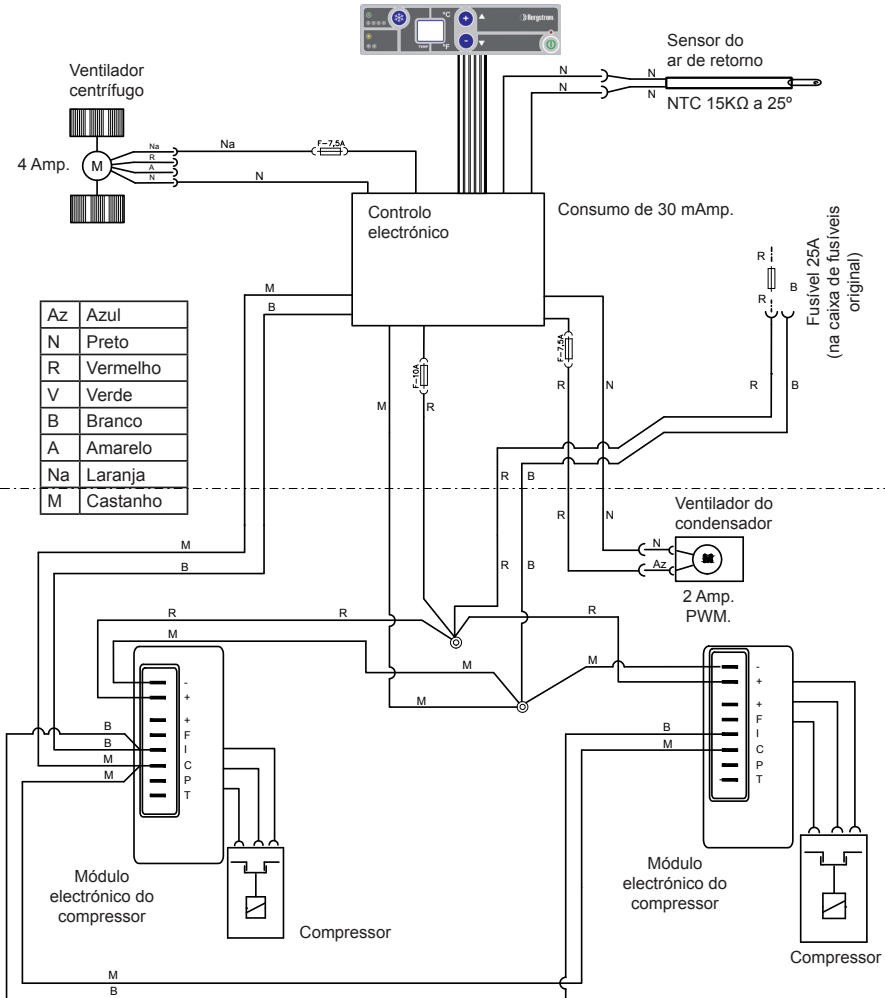 °C
Bergstrom
TEMP
°F
Sensor do
ar de retorno
NTC 15KΩ a 25º
N
N
N
N
Ventilador
centrífugo
4 Amp.
M
Na
R
A
N
Na
N
F-7,5A
Controlo
electrónico
Consumo de 30 mAmp.
R
R
B
Fusível 25A
(na caixa de fusíveis
original)
M
B
Az Azul
N Preto
R Vermelho
V Verde
B Branco
A Amarelo
Na Laranja
M Castanho
F-10A
M
R
F-7,5A
R
N
R
B
R
B
R
N
Ventilador do
condensador
N
Az
M
2 Amp.
PWM.
M
B
R
B
R
R
M
R
M
M
M
-
+
+
F
I
C
P
T
B
B
M
M
-
+
+
F
I
C
P
T
B
M
Módulo
electrónico do
compressor
Compressor
Módulo
electrónico do
compressor
Compressor
M
B